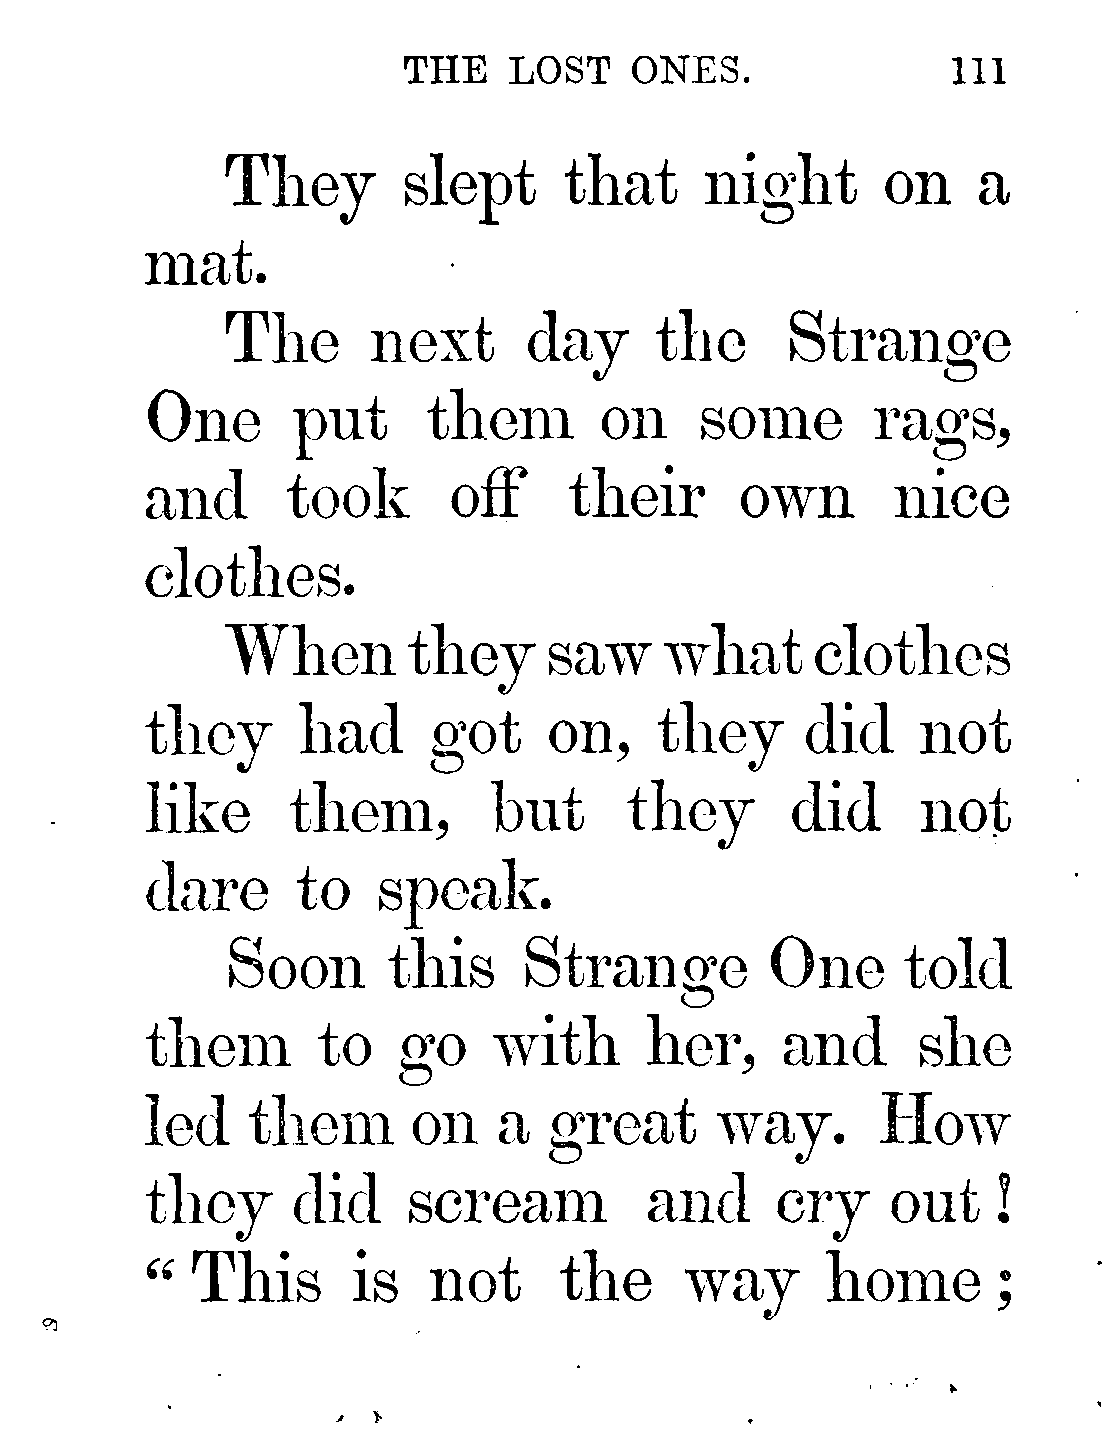 THE LOST ONES. 111
They slept that night on a
mat.
The next day the Strange
One put them on some rags,
and took off their own nice
clothes.
When they saw what clothes
they had got on, they did not
like them, but they did not
dare to speak.
Soon this Strange One told
them to go with her, and she
led them on a great way. How
they did scream and cry out!
“This is not the way home;